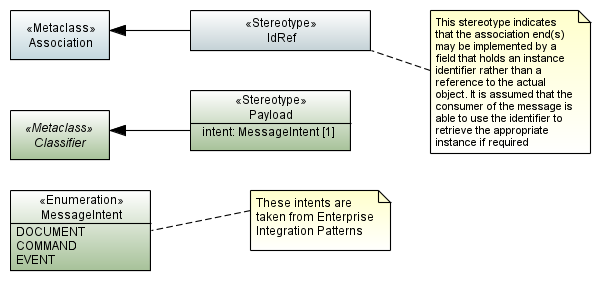 «Metaclass»
Association
«Stereotype»
IdRef
This stereotype indicates
that the association end(s)
may be implemented by a
field that holds an instance
identifier rather than a
reference to the actual
object. It is assumed that the
consumer of the message is
able to use the identifier to
retrieve the appropriate
instance if required
«Metaclass»
Classifier
«Stereotype»
Payload
intent: MessageIntent [1]
«Enumeration»
MessageIntent
DOCUMENT
COMMAND
EVENT
These intents are
taken from Enterprise
Integration Patterns